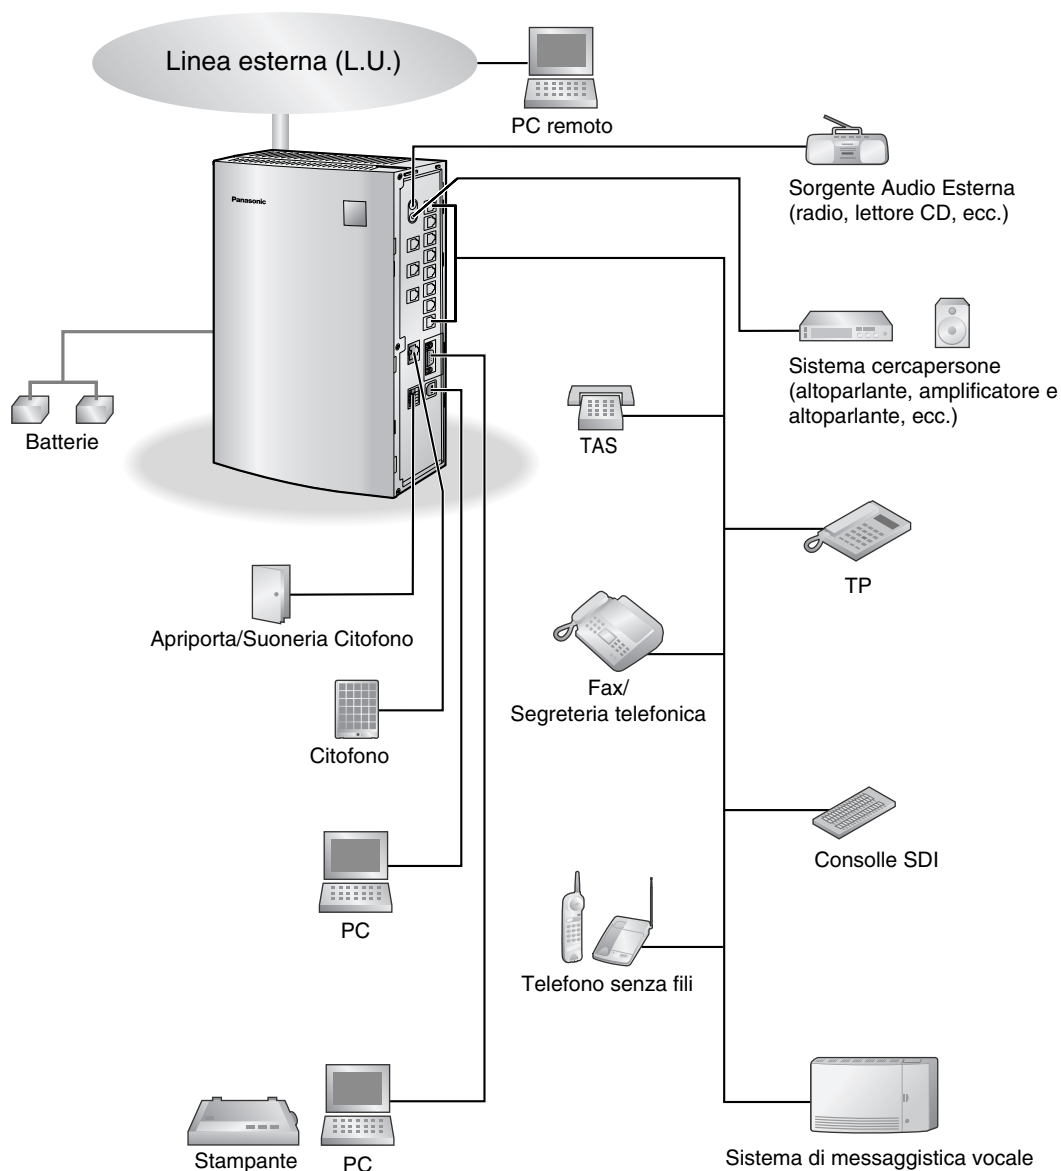 Linea esterna (L.U.)
PC remoto
Panasonic
Sorgente Audio Esterna
(radio, lettore CD, ecc.)
Sistema cercapersone
(altoparlante, amplificatore e
altoparlante, ecc.)
Batterie
TAS
TP
Apriporta/Suoneria Citofono
Fax/
Segreteria telefonica
Citofono
Consolle SDI
PC
Telefono senza fili
Stampante
PC
Sistema di messaggistica vocale